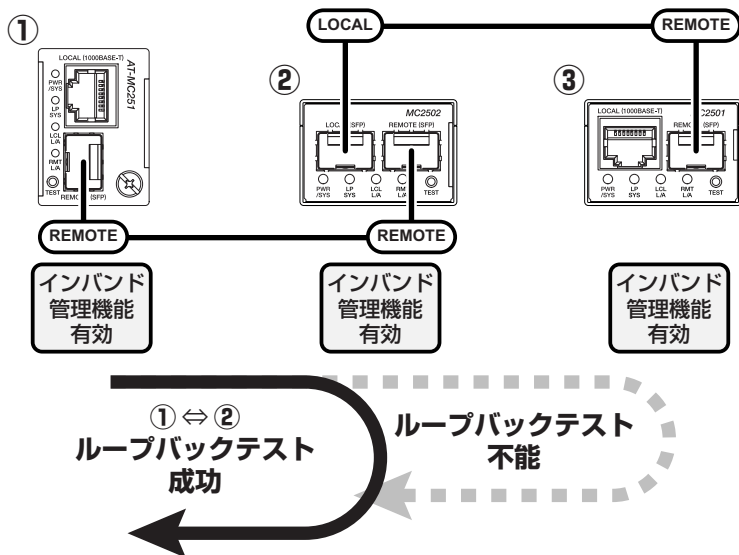 ①
LOCAL
REMOTE
LOCAL (1000BASE-T)
AT-MC251
PWR
/SYS
LP
SYS
LCL
L/A
RMT
L/A
TEST
REMOTE (SFP)
②
MC2502
LOCAL (SFP)
REMOTE (SFP)
PWR
/SYS
LP
SYS
LCL
L/A
RMT
L/A
TEST
③
MC2501
LOCAL (1000BASE-T)
REMOTE (SFP)
PWR
/SYS
LP
SYS
LCL
L/A
RMT
L/A
TEST
REMOTE
REMOTE
インバンド
管理機能
有効
インバンド
管理機能
有効
インバンド
管理機能
有効
① ⇔ ②
ループバックテスト
成功
ループバックテスト
不能